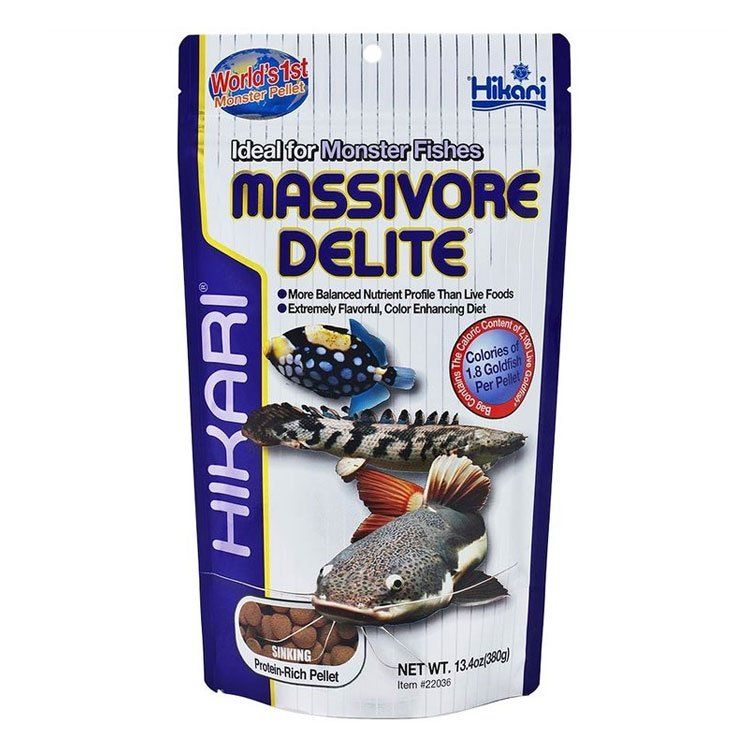 World's 1st
Monster Pellet
Hikari
Ideal for Monster Fishes
MASSIVORE
DELITE®
●More Balanced Nutrient Profile Than Live Foods
●Extremely Flavorful, Color Enhancing Diet
Bag Contains The Caloric Content of 2,100 Live Goldfish*
Calories of
1.8 Goldfish
Per Pellet
HIKARI®
SINKING
Protein-Rich Pellet
NET WT. 13.4oz(380g)
Item #22036